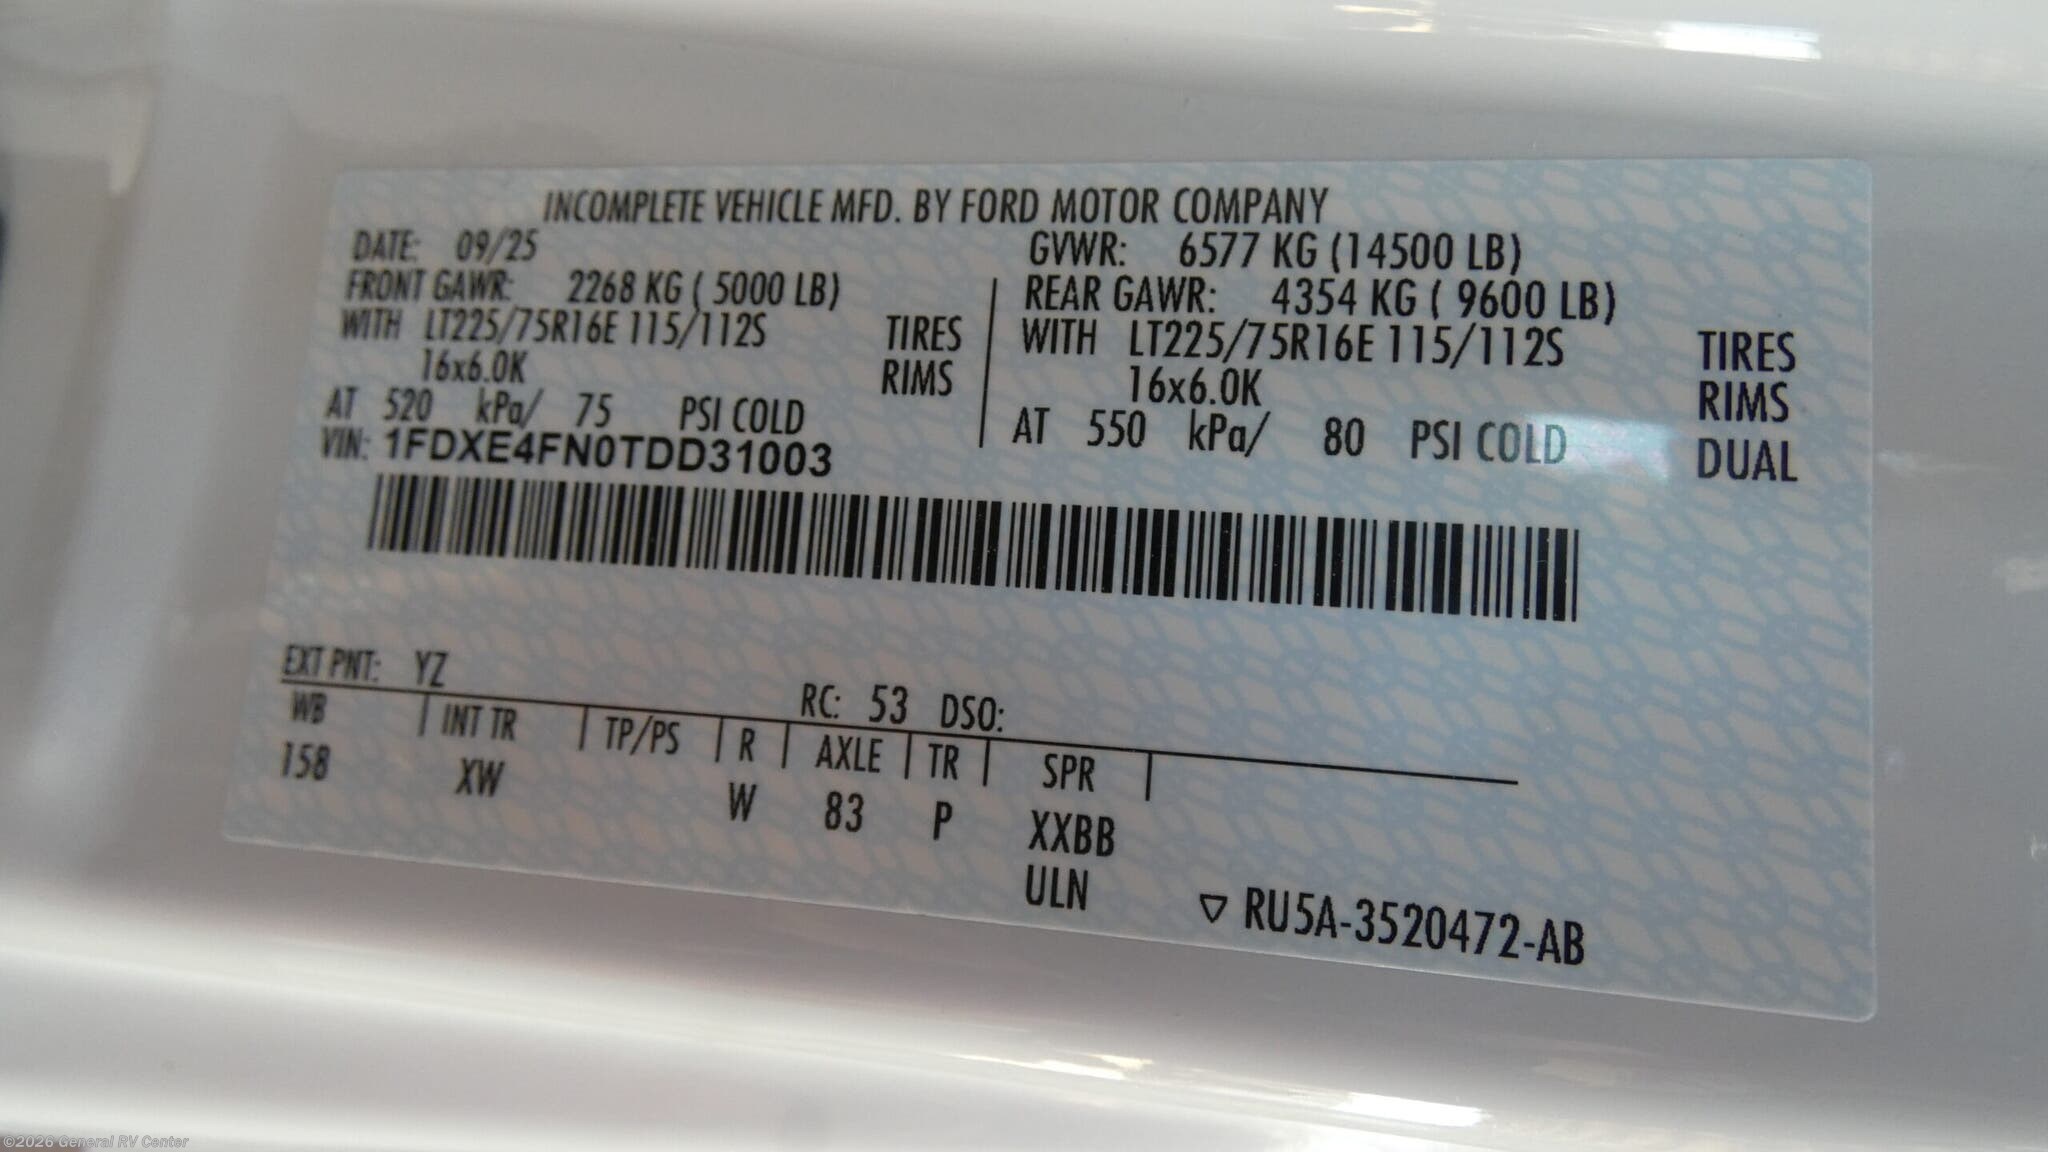 INCOMPLETE VEHICLE MFD. BY FORD MOTOR COMPANY
DATE: 09/25 GVWR: 6577 KG (14500 LB)
FRONT GAWR: 2268 KG ( 5000 LB) REAR GAWR: 4354 KG ( 9600 LB)
WITH LT225/75R16E 115/112S TIRES WITH LT225/75R16E 115/112S TIRES
16x6.0K RIMS 16x6.0K RIMS
AT 520 kPa/ 75 PSI COLD AT 550 kPa/ 80 PSI COLD DUAL
VIN: 1FDXE4FN0TDD31003
EXT PNT: YZ RC: 53 DSO:
WB INT TR TP/PS R AXLE TR SPR
158 XW W 83 P XXBB
ULN ▽ RU5A-3520472-AB
©2026 General RV Center